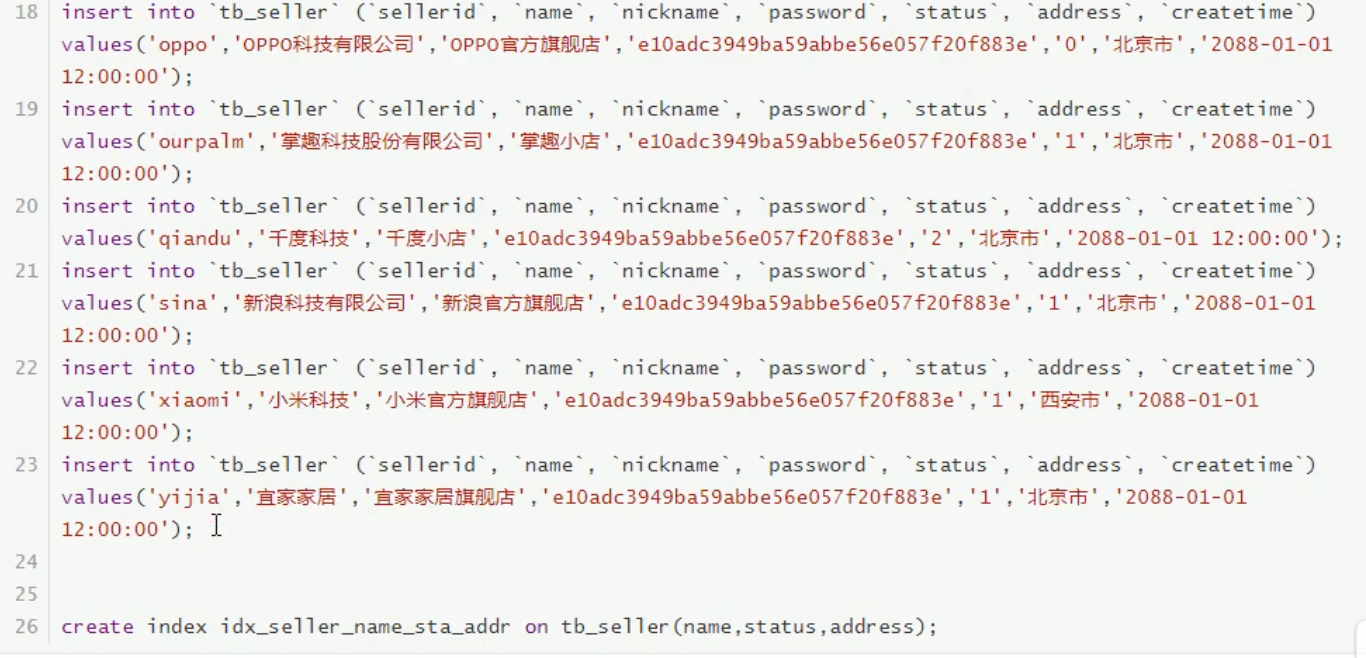 18 insert into `tb_seller` (`sellerid`, `name`, `nickname`, `password`, `status`, `address`, `createtime`)
values('oppo','OPPO科技有限公司','OPPO官方旗舰店','e10adc3949ba59abbe56e057f20f883e','0','北京市','2088-01-01
12:00:00');
19 insert into `tb_seller` (`sellerid`, `name`, `nickname`, `password`, `status`, `address`, `createtime`)
values('ourpalm','掌趣科技股份有限公司','掌趣小店','e10adc3949ba59abbe56e057f20f883e','1','北京市','2088-01-01
12:00:00');
20 insert into `tb_seller` (`sellerid`, `name`, `nickname`, `password`, `status`, `address`, `createtime`)
values('qiandu','千度科技','千度小店','e10adc3949ba59abbe56e057f20f883e','2','北京市','2088-01-01 12:00:00');
21 insert into `tb_seller` (`sellerid`, `name`, `nickname`, `password`, `status`, `address`, `createtime`)
values('sina','新浪科技有限公司','新浪官方旗舰店','e10adc3949ba59abbe56e057f20f883e','1','北京市','2088-01-01
12:00:00');
22 insert into `tb_seller` (`sellerid`, `name`, `nickname`, `password`, `status`, `address`, `createtime`)
values('xiaomi','小米科技','小米官方旗舰店','e10adc3949ba59abbe56e057f20f883e','1','西安市','2088-01-01
12:00:00');
23 insert into `tb_seller` (`sellerid`, `name`, `nickname`, `password`, `status`, `address`, `createtime`)
values('yijia','宜家家居','宜家家居旗舰店','e10adc3949ba59abbe56e057f20f883e','1','北京市','2088-01-01
12:00:00');
24
25
26 create index idx_seller_name_sta_addr on tb_seller(name,status,address);